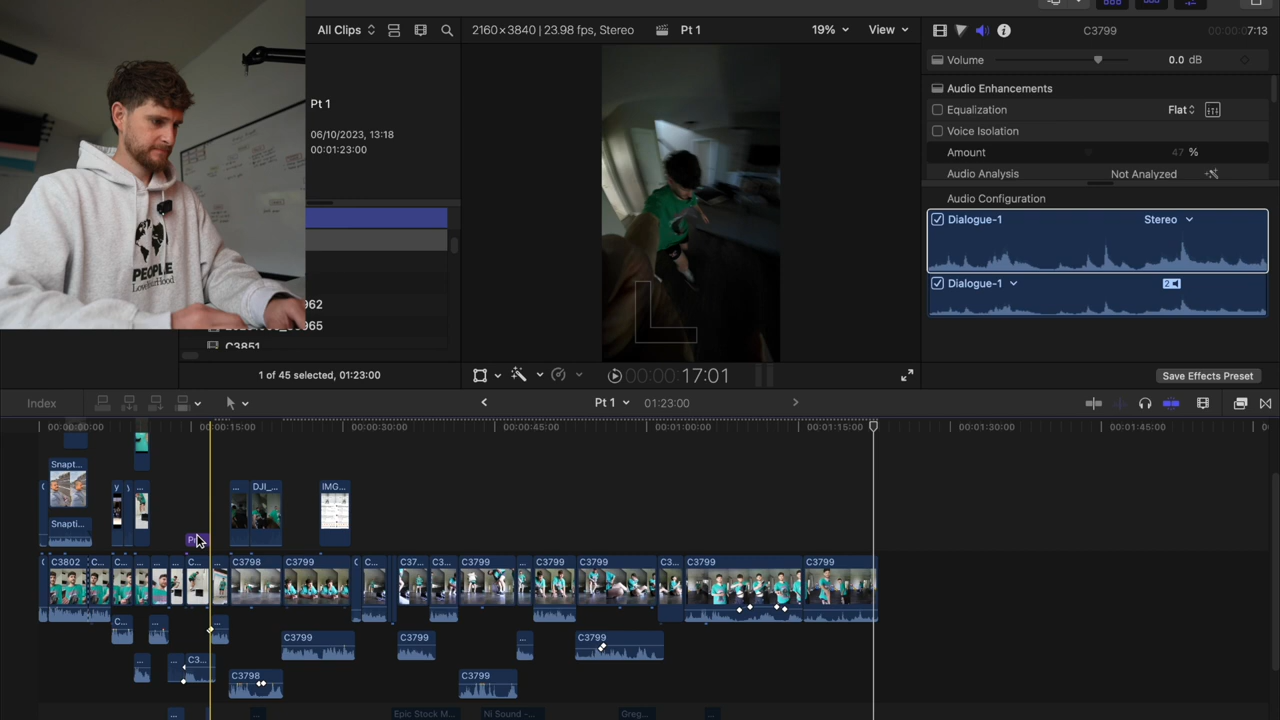 All Clips
2160×3840 | 23.98 fps, Stereo
Pt 1
19%
View
C3799
00:00:07:13
Volume
0.0 dB
Audio Enhancements
Equalization
Flat
Voice Isolation
Amount
47 %
Audio Analysis
Not Analyzed
Audio Configuration
Dialogue-1
Stereo
Dialogue-1
2
Pt 1
06/10/2023, 13:18
00:01:23:00
962
965
C3851
PEOPLE
1 of 45 selected, 01:23:00
00:00:00:17:01
Save Effects Preset
Index
Pt 1
01:23:00
00:00:00:00
00:00:15:00
00:00:30:00
00:00:45:00
00:01:00:00
00:01:15:00
00:01:30:00
00:01:45:00
Snapt...
y
y
...
...
DJI_...
IMG...
Snapti...
C3802
C...
C...
...
...
...
C...
...
C3798
C3799
C...
C37...
C3...
C3799
...
C3799
C3799
C3...
C3799
C3799
C...
...
...
C3799
C3799
...
C3799
...
...
C3...
C3798
C3799
...
...
Epic Stock M...
Ni Sound -...
Greg...
...